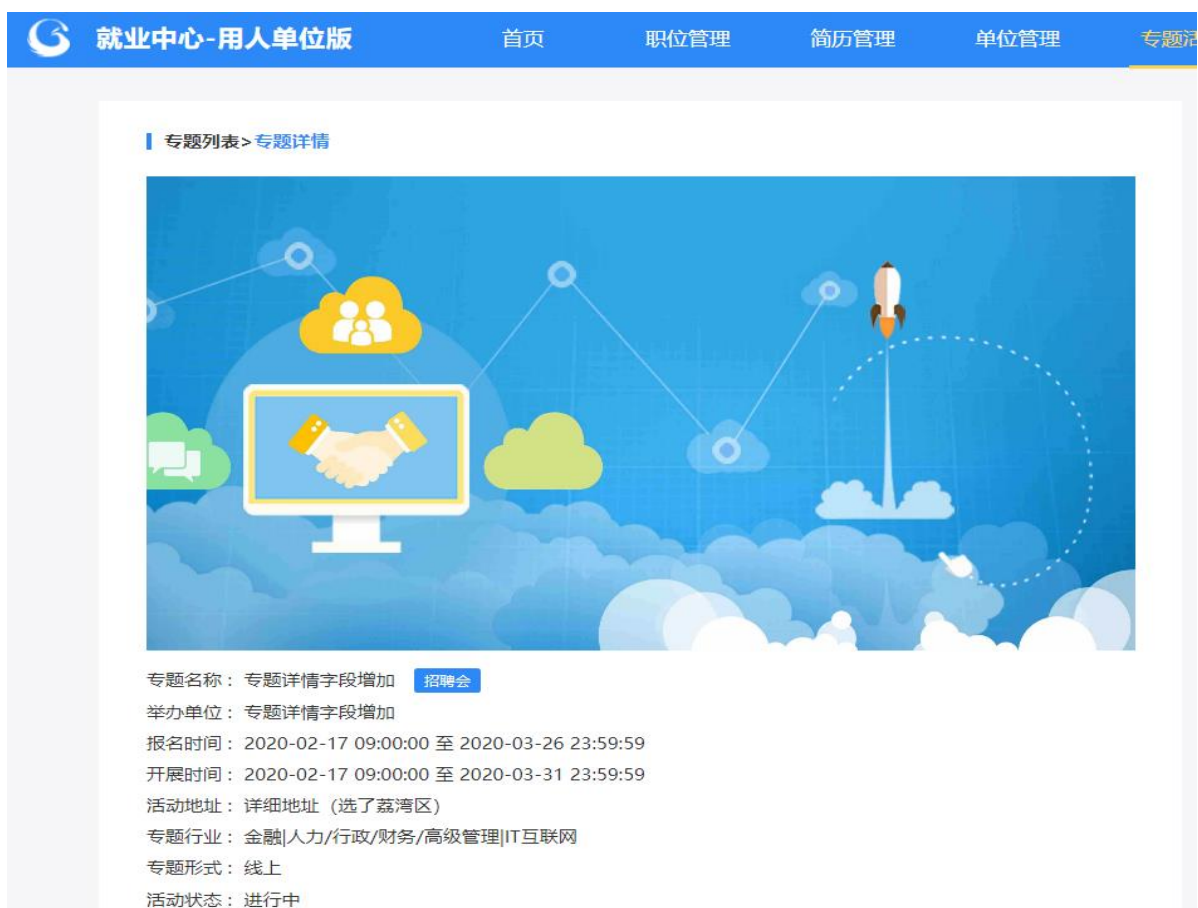 就业中心-用人单位版 首页 职位管理 简历管理 单位管理 专题活
专题列表>专题详情
专题名称： 专题详情字段增加 招聘会
举办单位： 专题详情字段增加
报名时间： 2020-02-17 09:00:00 至 2020-03-26 23:59:59
开展时间： 2020-02-17 09:00:00 至 2020-03-31 23:59:59
活动地址： 详细地址（选了荔湾区）
专题行业： 金融|人力/行政/财务/高级管理|IT互联网
专题形式： 线上
活动状态： 进行中